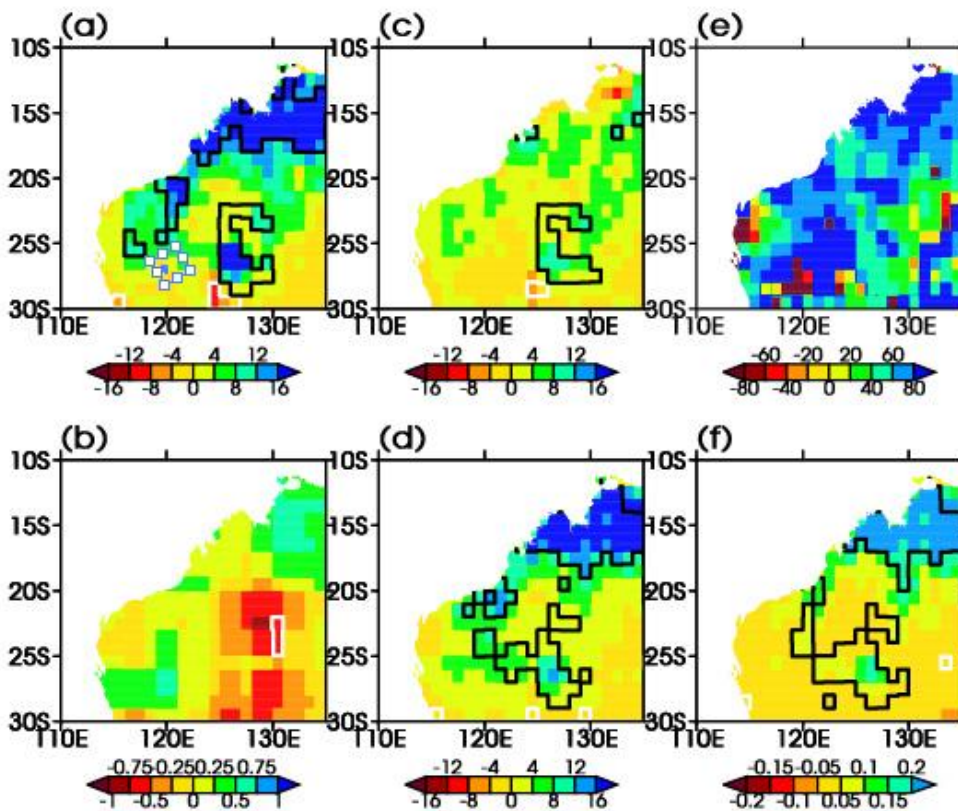 (a) (c) (e)
10S 10S 10S
15S 15S 15S
20S 20S 20S
25S 25S 25S
30S 30S 30S
110E 120E 130E 110E 120E 130E 110E 120E 130E
-12 -4 4 12 -12 -4 4 12 -60 -20 20 60
-16 -8 0 8 16 -16 -8 0 8 16 -80 -40 0 40 80
(b) (d) (f)
10S 10S 10S
15S 15S 15S
20S 20S 20S
25S 25S 25S
30S 30S 30S
110E 120E 130E 110E 120E 130E 110E 120E 130E
-0.75 -0.25 0.25 0.75 -12 -4 4 12 -0.15 -0.05 0.1 0.2
-1 -0.5 0 0.5 1 -16 -8 0 8 16 -0.2 -0.1 0.05 0.15